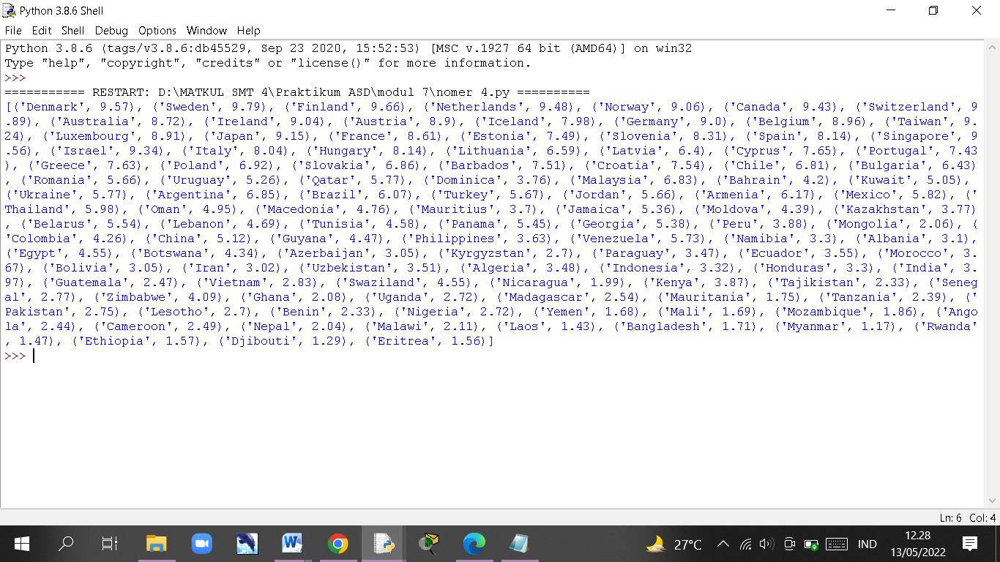 Python 3.8.6 Shell
File Edit Shell Debug Options Window Help
Python 3.8.6 (tags/v3.8.6:db45529, Sep 23 2020, 15:52:53) [MSC v.1927 64 bit (AMD64)] on win32
Type "help", "copyright", "credits" or "license()" for more information.
>>>
=========== RESTART: D:\MATKUL SMT 4\Praktikum ASD\modul 7\nomer 4.py ==========
[('Denmark', 9.57), ('Sweden', 9.79), ('Finland', 9.66), ('Netherlands', 9.48), ('Norway', 9.06), ('Canada', 9.43), ('Switzerland', 9
.89), ('Australia', 8.72), ('Ireland', 9.04), ('Austria', 8.9), ('Iceland', 7.98), ('Germany', 9.0), ('Belgium', 8.96), ('Taiwan', 9.
24), ('Luxembourg', 8.91), ('Japan', 9.15), ('France', 8.61), ('Estonia', 7.49), ('Slovenia', 8.31), ('Spain', 8.14), ('Singapore', 9
.56), ('Israel', 9.34), ('Italy', 8.04), ('Hungary', 8.14), ('Lithuania', 6.59), ('Latvia', 6.4), ('Cyprus', 7.65), ('Portugal', 7.43
), ('Greece', 7.63), ('Poland', 6.92), ('Slovakia', 6.86), ('Barbados', 7.51), ('Croatia', 7.54), ('Chile', 6.81), ('Bulgaria', 6.43)
, ('Romania', 5.66), ('Uruguay', 5.26), ('Qatar', 5.77), ('Dominica', 3.76), ('Malaysia', 6.83), ('Bahrain', 4.2), ('Kuwait', 5.05),
('Ukraine', 5.77), ('Argentina', 6.85), ('Brazil', 6.07), ('Turkey', 5.67), ('Jordan', 5.66), ('Armenia', 6.17), ('Mexico', 5.82), ('
Thailand', 5.98), ('Oman', 4.95), ('Macedonia', 4.76), ('Mauritius', 3.7), ('Jamaica', 5.36), ('Moldova', 4.39), ('Kazakhstan', 3.77)
, ('Belarus', 5.54), ('Lebanon', 4.69), ('Tunisia', 4.58), ('Panama', 5.45), ('Georgia', 5.38), ('Peru', 3.88), ('Mongolia', 2.06), (
'Colombia', 4.26), ('China', 5.12), ('Guyana', 4.47), ('Philippines', 3.63), ('Venezuela', 5.73), ('Namibia', 3.3), ('Albania', 3.1),
('Egypt', 4.55), ('Botswana', 4.34), ('Azerbaijan', 3.05), ('Kyrgyzstan', 2.7), ('Paraguay', 3.47), ('Ecuador', 3.55), ('Morocco', 3.
67), ('Bolivia', 3.05), ('Iran', 3.02), ('Uzbekistan', 3.51), ('Algeria', 3.48), ('Indonesia', 3.32), ('Honduras', 3.3), ('India', 3.
97), ('Guatemala', 2.47), ('Vietnam', 2.83), ('Swaziland', 4.55), ('Nicaragua', 1.99), ('Kenya', 3.87), ('Tajikistan', 2.33), ('Seneg
al', 2.77), ('Zimbabwe', 4.09), ('Ghana', 2.08), ('Uganda', 2.72), ('Madagascar', 2.54), ('Mauritania', 1.75), ('Tanzania', 2.39), ('
Pakistan', 2.75), ('Lesotho', 2.7), ('Benin', 2.33), ('Nigeria', 2.72), ('Yemen', 1.68), ('Mali', 1.69), ('Mozambique', 1.86), ('Ango
la', 2.44), ('Cameroon', 2.49), ('Nepal', 2.04), ('Malawi', 2.11), ('Laos', 1.43), ('Bangladesh', 1.71), ('Myanmar', 1.17), ('Rwanda'
, 1.47), ('Ethiopia', 1.57), ('Djibouti', 1.29), ('Eritrea', 1.56)]
>>>
Ln: 6 Col: 4
27°C IND 12.28
13/05/2022